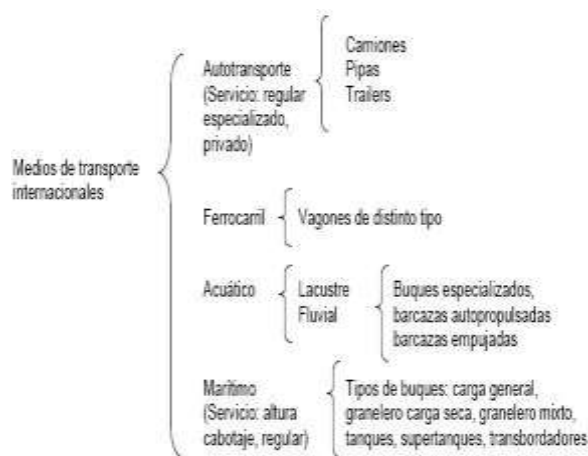 Medios de transporte
internacionales
Autotransporte
(Servicio: regular
especializado,
privado)
Camiones
Pipas
Trailers
Ferrocarril
Vagones de distinto tipo
Acuático
Lacustre
Fluvial
Buques especializados,
barcazas autopropulsadas
barcazas empujadas
Marítimo
(Servicio: altura
cabotaje, regular)
Tipos de buques: carga general,
granelero carga seca, granelero mixto,
tanques, supertanques, transbordadores